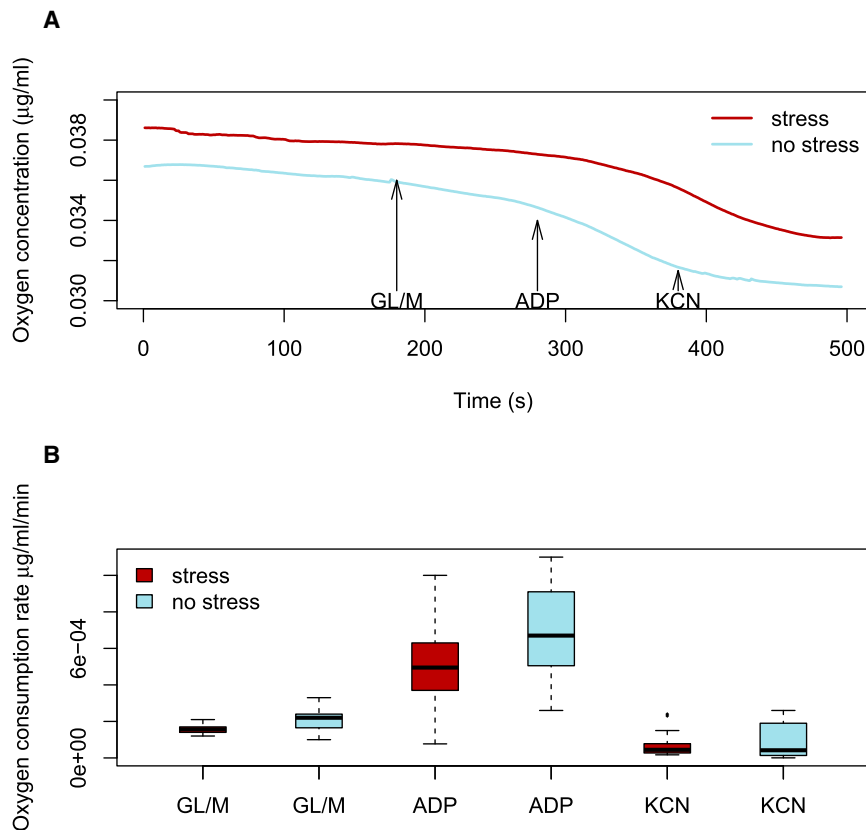 A
Oxygen concentration (μg/ml)
0.038
0.034
0.030
stress
no stress
GL/M
ADP
KCN
0
100
200
300
400
500
Time (s)
B
Oxygen consumption rate μg/ml/min
6e−04
0e+00
stress
no stress
GL/M
GL/M
ADP
ADP
KCN
KCN